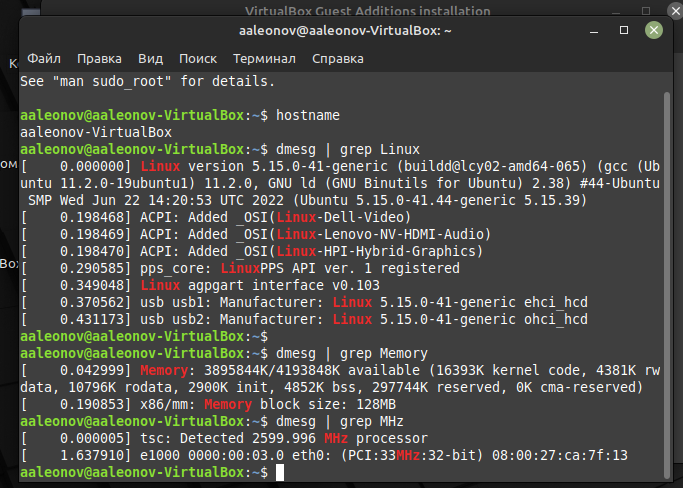 VirtualBox Guest Additions installation
aaleonov@aaleonov-VirtualBox: ~
Файл Правка Вид Поиск Терминал Справка
See "man sudo_root" for details.
aaleonov@aaleonov-VirtualBox:~$ hostname
aaleonov-VirtualBox
aaleonov@aaleonov-VirtualBox:~$ dmesg | grep Linux
[    0.000000] Linux version 5.15.0-41-generic (buildd@lcy02-amd64-065) (gcc (Ub
untu 11.2.0-19ubuntu1) 11.2.0, GNU ld (GNU Binutils for Ubuntu) 2.38) #44-Ubuntu
 SMP Wed Jun 22 14:20:53 UTC 2022 (Ubuntu 5.15.0-41.44-generic 5.15.39)
[    0.198468] ACPI: Added _OSI(Linux-Dell-Video)
[    0.198469] ACPI: Added _OSI(Linux-Lenovo-NV-HDMI-Audio)
[    0.198470] ACPI: Added _OSI(Linux-HPI-Hybrid-Graphics)
[    0.290585] pps_core: LinuxPPS API ver. 1 registered
[    0.349048] Linux agpgart interface v0.103
[    0.370562] usb usb1: Manufacturer: Linux 5.15.0-41-generic ehci_hcd
[    0.431173] usb usb2: Manufacturer: Linux 5.15.0-41-generic ohci_hcd
aaleonov@aaleonov-VirtualBox:~$
aaleonov@aaleonov-VirtualBox:~$ dmesg | grep Memory
[    0.042999] Memory: 3895844K/4193848K available (16393K kernel code, 4381K rw
data, 10796K rodata, 2900K init, 4852K bss, 297744K reserved, 0K cma-reserved)
[    0.190853] x86/mm: Memory block size: 128MB
aaleonov@aaleonov-VirtualBox:~$ dmesg | grep MHz
[    0.000005] tsc: Detected 2599.996 MHz processor
[    1.637910] e1000 0000:00:03.0 eth0: (PCI:33MHz:32-bit) 08:00:27:ca:7f:13
aaleonov@aaleonov-VirtualBox:~$